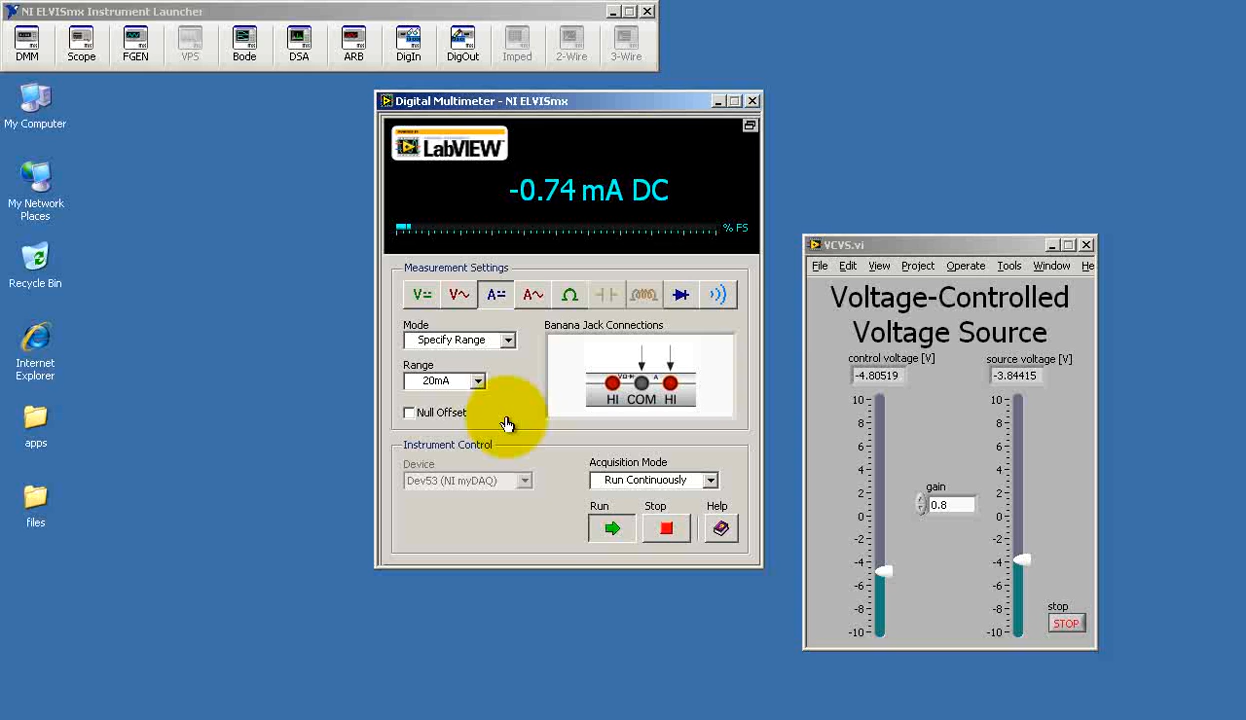 NI ELVISmx Instrument Launcher
DMM Scope FGEN VPS Bode DSA ARB DigIn DigOut Imped 2-Wire 3-Wire
My Computer
My Network
Places
Recycle Bin
Internet
Explorer
apps
files
Digital Multimeter - NI ELVISmx
POWERED BY
LabVIEW
-0.74 mA DC
% FS
Measurement Settings
V V A A
Mode
Specify Range
Range
20mA
Null Offset
Banana Jack Connections
VΩ A
HI COM HI
Instrument Control
Device
Dev53 (NI myDAQ)
Acquisition Mode
Run Continuously
Run Stop Help
VCVS.vi
File Edit View Project Operate Tools Window He
Voltage-Controlled
Voltage Source
control voltage [V] source voltage [V]
-4.80519 -3.84415
10 10
8 8
6 6
4 4
2 2
0 0
-2 -2
-4 -4
-6 -6
-8 -8
-10 -10
gain
0.8
stop
STOP